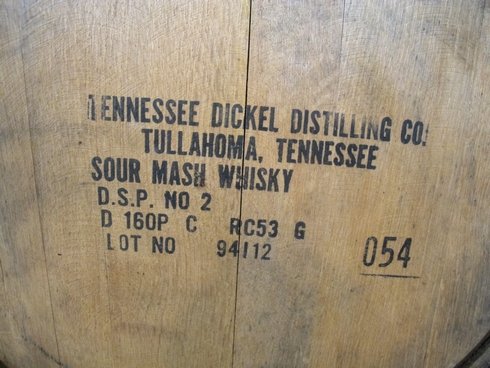 TENNESSEE DICKEL DISTILLING CO.
TULLAHOMA, TENNESSEE
SOUR MASH WHISKY
D.S.P. NO 2
D 160P C RC53 G
LOT NO 94112 054